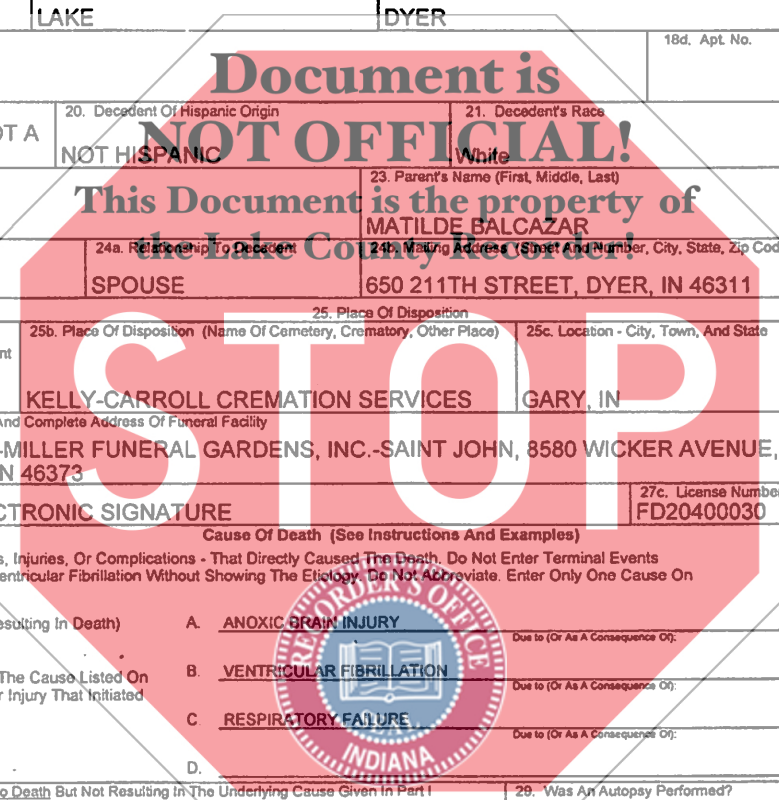 LAKE DYER
18d. Apt. No.
Document is
20. Decedent Of Hispanic Origin 21. Decedent's Race
OT A NOT HISPANIC White
NOT OFFICIAL!
23. Parent's Name (First, Middle, Last)
This Document is the property of
MATILDE BALCAZAR
the Lake County Recorder!
24a. Relationship To Decedent 24b. Mailing Address (Street And Number, City, State, Zip Cod
SPOUSE 650 211TH STREET, DYER, IN 46311
25. Place Of Disposition
25b. Place Of Disposition (Name Of Cemetery, Crematory, Other Place) 25c. Location - City, Town, And State
nt
STOP
KELLY-CARROLL CREMATION SERVICES GARY, IN
And Complete Address Of Funeral Facility
-MILLER FUNERAL GARDENS, INC.-SAINT JOHN, 8580 WICKER AVENUE,
N 46373
27c. License Number
CTRONIC SIGNATURE FD20400030
Cause Of Death (See Instructions And Examples)
s, Injuries, Or Complications - That Directly Caused The Death. Do Not Enter Terminal Events
entricular Fibrillation Without Showing The Etiology. Do Not Abbreviate. Enter Only One Cause On
RECORDER'S OFFICE
esulting In Death) A. ANOXIC BRAIN INJURY
Due to (Or As A Consequence Of):
The Cause Listed On B. VENTRICULAR FIBRILLATION
r Injury That Initiated Due to (Or As A Consequence Of):
C. RESPIRATORY FAILURE
Due to (Or As A Consequence Of):
INDIANA
D.
o Death But Not Resulting In The Underlying Cause Given In Part I 29. Was An Autopsy Performed?